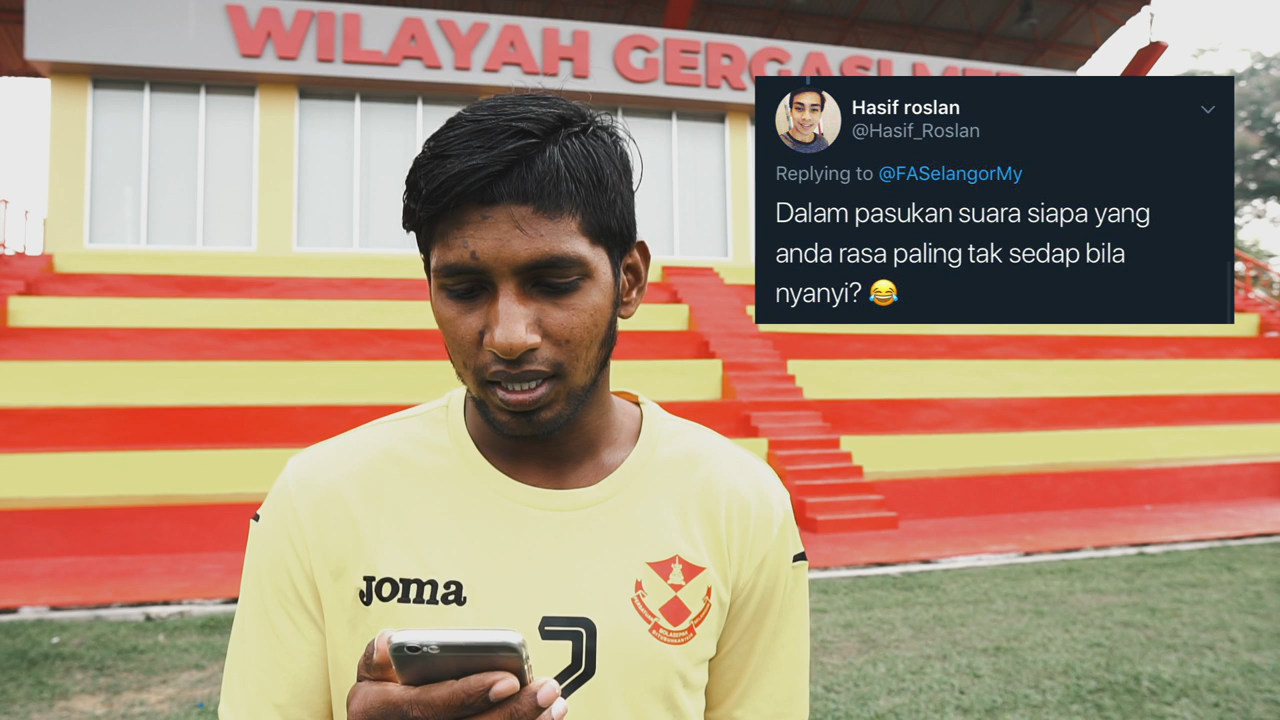 WILAYAH GERGASI
Hasif roslan
@Hasif_Roslan
Replying to @FASelangorMy
Dalam pasukan suara siapa yang
anda rasa paling tak sedap bila
nyanyi? 😂
Joma
7